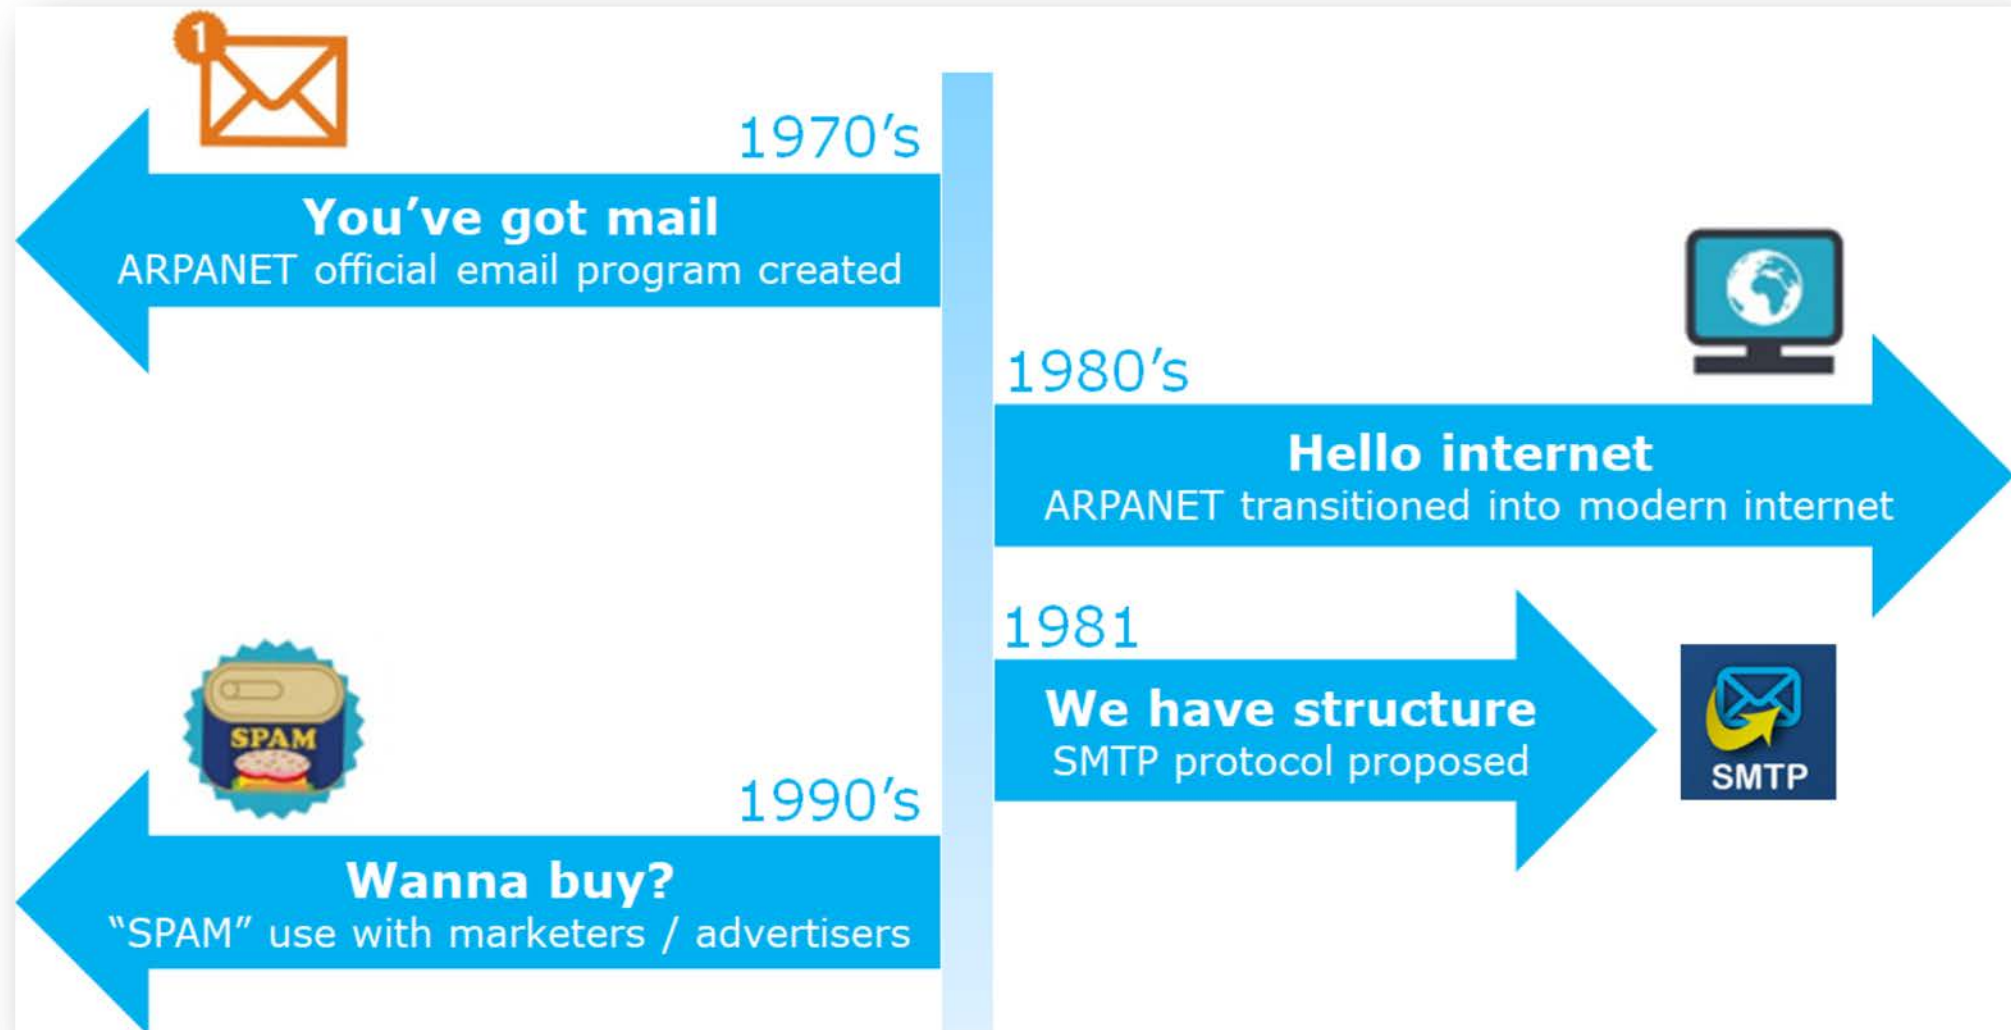 1
1970’s
You’ve got mail
ARPANET official email program created
1980’s
Hello internet
ARPANET transitioned into modern internet
1981
We have structure
SMTP protocol proposed
SMTP
SPAM
1990’s
Wanna buy?
“SPAM” use with marketers / advertisers